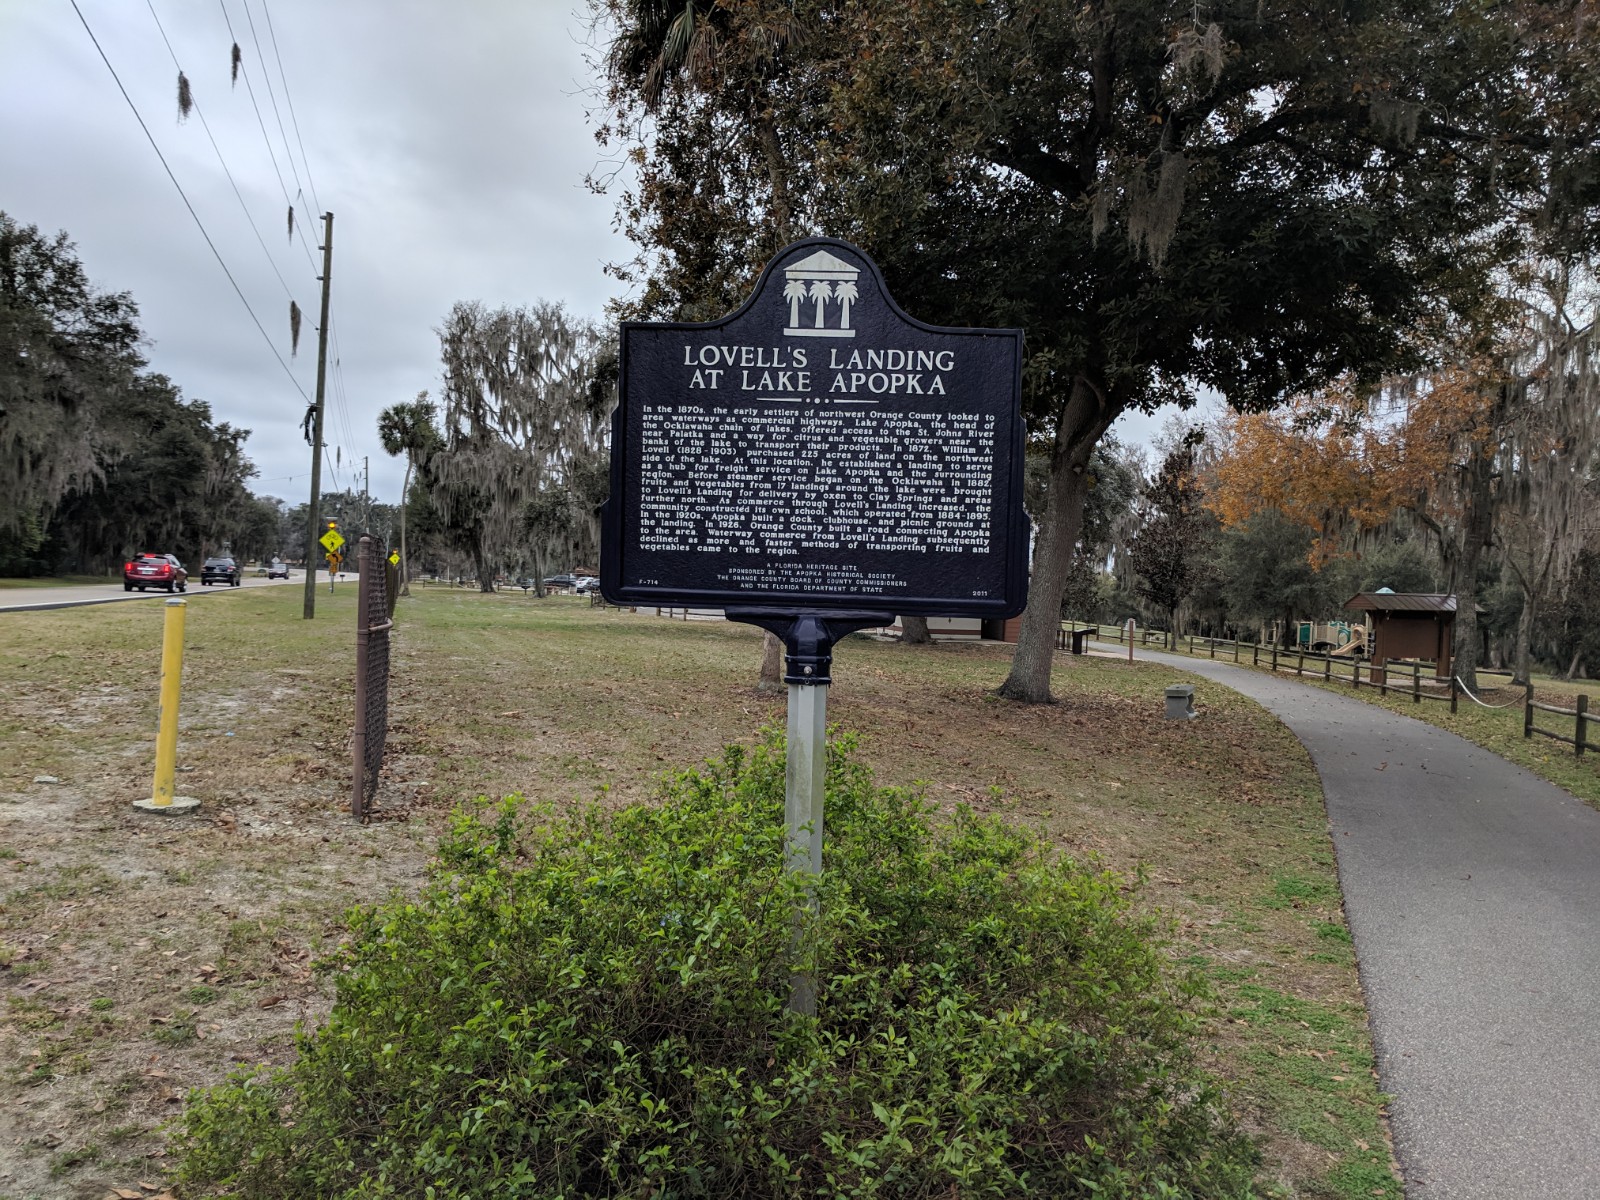 LOVELL'S LANDING
AT LAKE APOPKA
In the 1870s, the early settlers of northwest Orange County looked to
area waterways as commercial highways. Lake Apopka, the head of
the Ocklawaha chain of lakes, offered access to the St. Johns River
near Palatka and a way for citrus and vegetable growers near the
banks of the lake to transport their products. In 1872, William A.
Lovell (1828-1903) purchased 225 acres of land on the northwest
side of the lake. At this location, he established a landing to serve
as a hub for freight service on Lake Apopka and the surrounding
region. Before steamer service began on the Ocklawaha in 1882,
fruits and vegetables from 17 landings around the lake were brought
to Lovell's Landing for delivery by oxen to Clay Springs and areas
further north. As commerce through Lovell's Landing increased, the
community constructed its own school, which operated from 1884-1895.
In the 1920s, Apopka built a dock, clubhouse, and picnic grounds at
the landing. In 1926, Orange County built a road connecting Apopka
to the area. Waterway commerce from Lovell's Landing subsequently
declined as more and faster methods of transporting fruits and
vegetables came to the region.
A FLORIDA HERITAGE SITE
SPONSORED BY THE APOPKA HISTORICAL SOCIETY
THE ORANGE COUNTY BOARD OF COUNTY COMMISSIONERS
AND THE FLORIDA DEPARTMENT OF STATE
F-714
2011